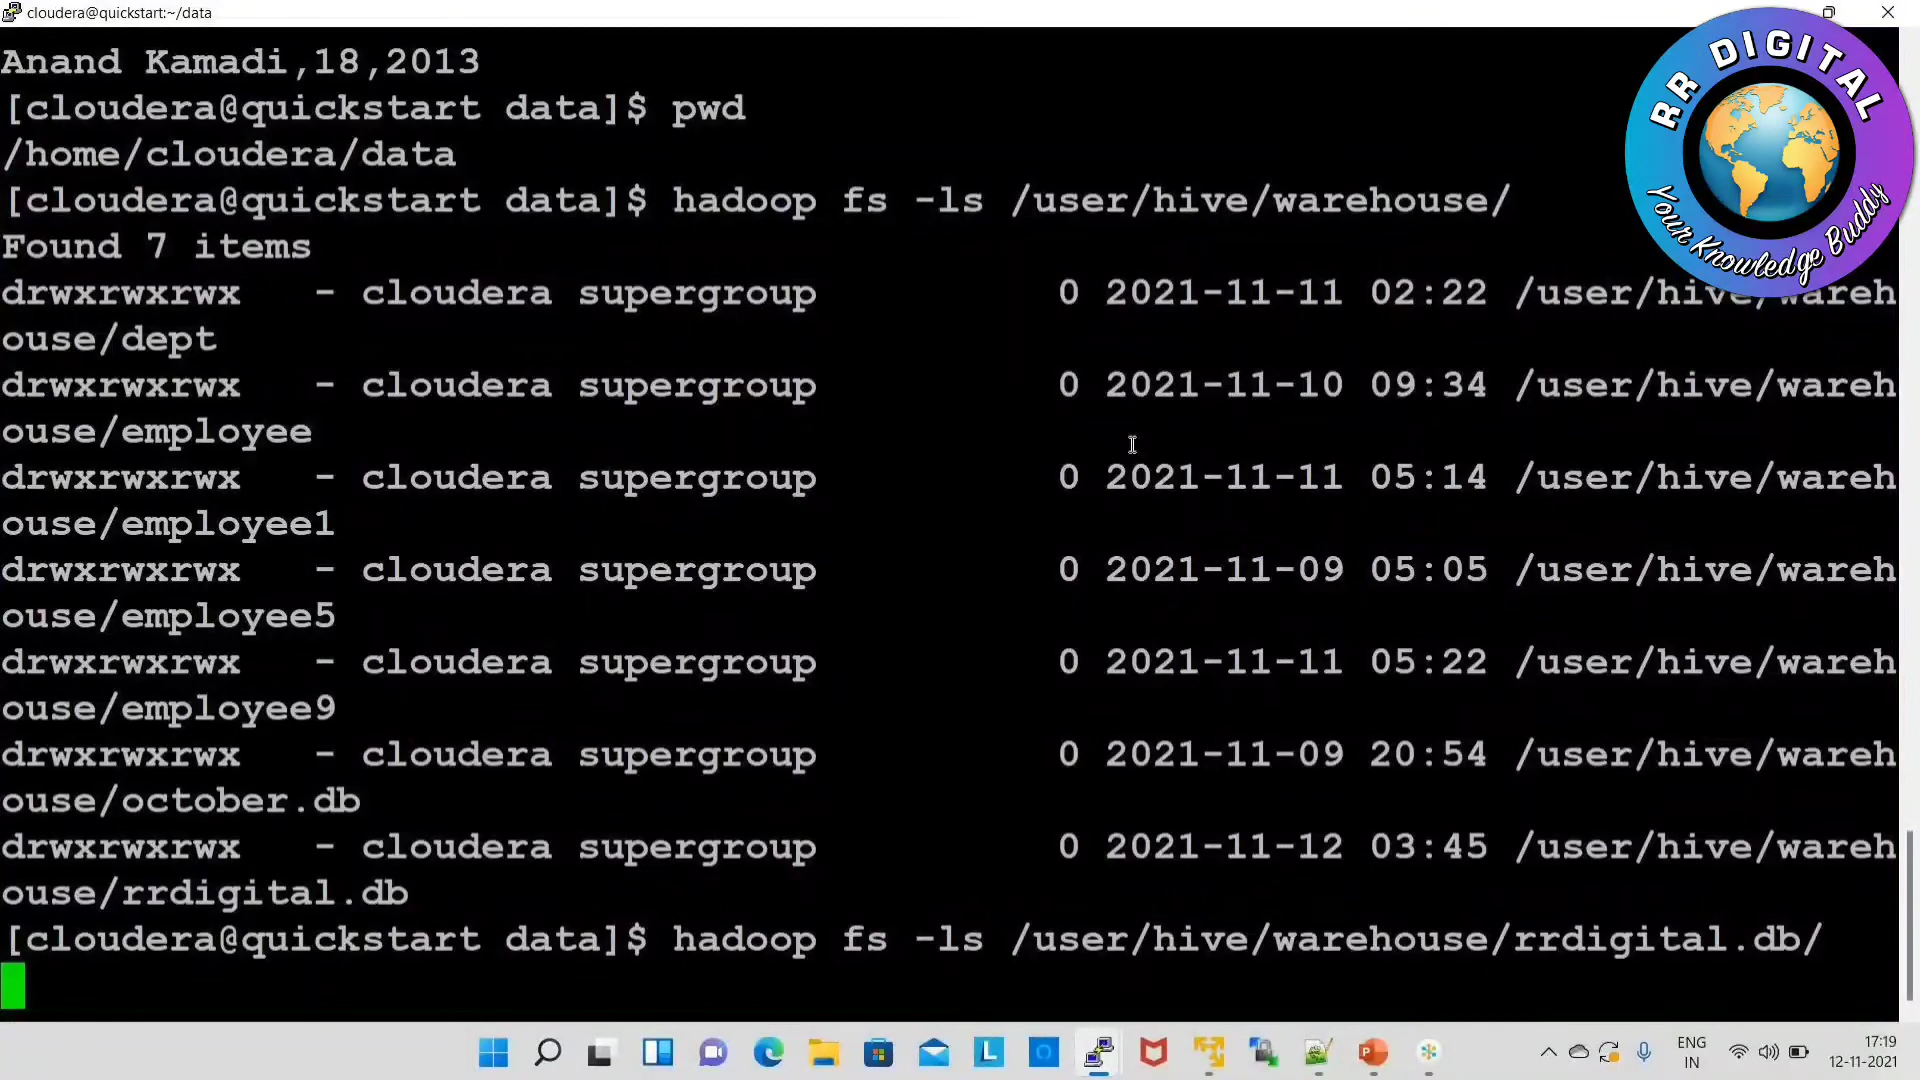 cloudera@quickstart:~/data
Anand Kamadi,18,2013
[cloudera@quickstart data]$ pwd
/home/cloudera/data
[cloudera@quickstart data]$ hadoop fs -ls /user/hive/warehouse/
Found 7 items
drwxrwxrwx   - cloudera supergroup          0 2021-11-11 02:22 /user/hive/wareh
ouse/dept
drwxrwxrwx   - cloudera supergroup          0 2021-11-10 09:34 /user/hive/wareh
ouse/employee
drwxrwxrwx   - cloudera supergroup          0 2021-11-11 05:14 /user/hive/wareh
ouse/employee1
drwxrwxrwx   - cloudera supergroup          0 2021-11-09 05:05 /user/hive/wareh
ouse/employee5
drwxrwxrwx   - cloudera supergroup          0 2021-11-11 05:22 /user/hive/wareh
ouse/employee9
drwxrwxrwx   - cloudera supergroup          0 2021-11-09 20:54 /user/hive/wareh
ouse/october.db
drwxrwxrwx   - cloudera supergroup          0 2021-11-12 03:45 /user/hive/wareh
ouse/rrdigital.db
[cloudera@quickstart data]$ hadoop fs -ls /user/hive/warehouse/rrdigital.db/
RR DIGITAL
Your Knowledge Buddy
ENG
IN
17:19
12-11-2021